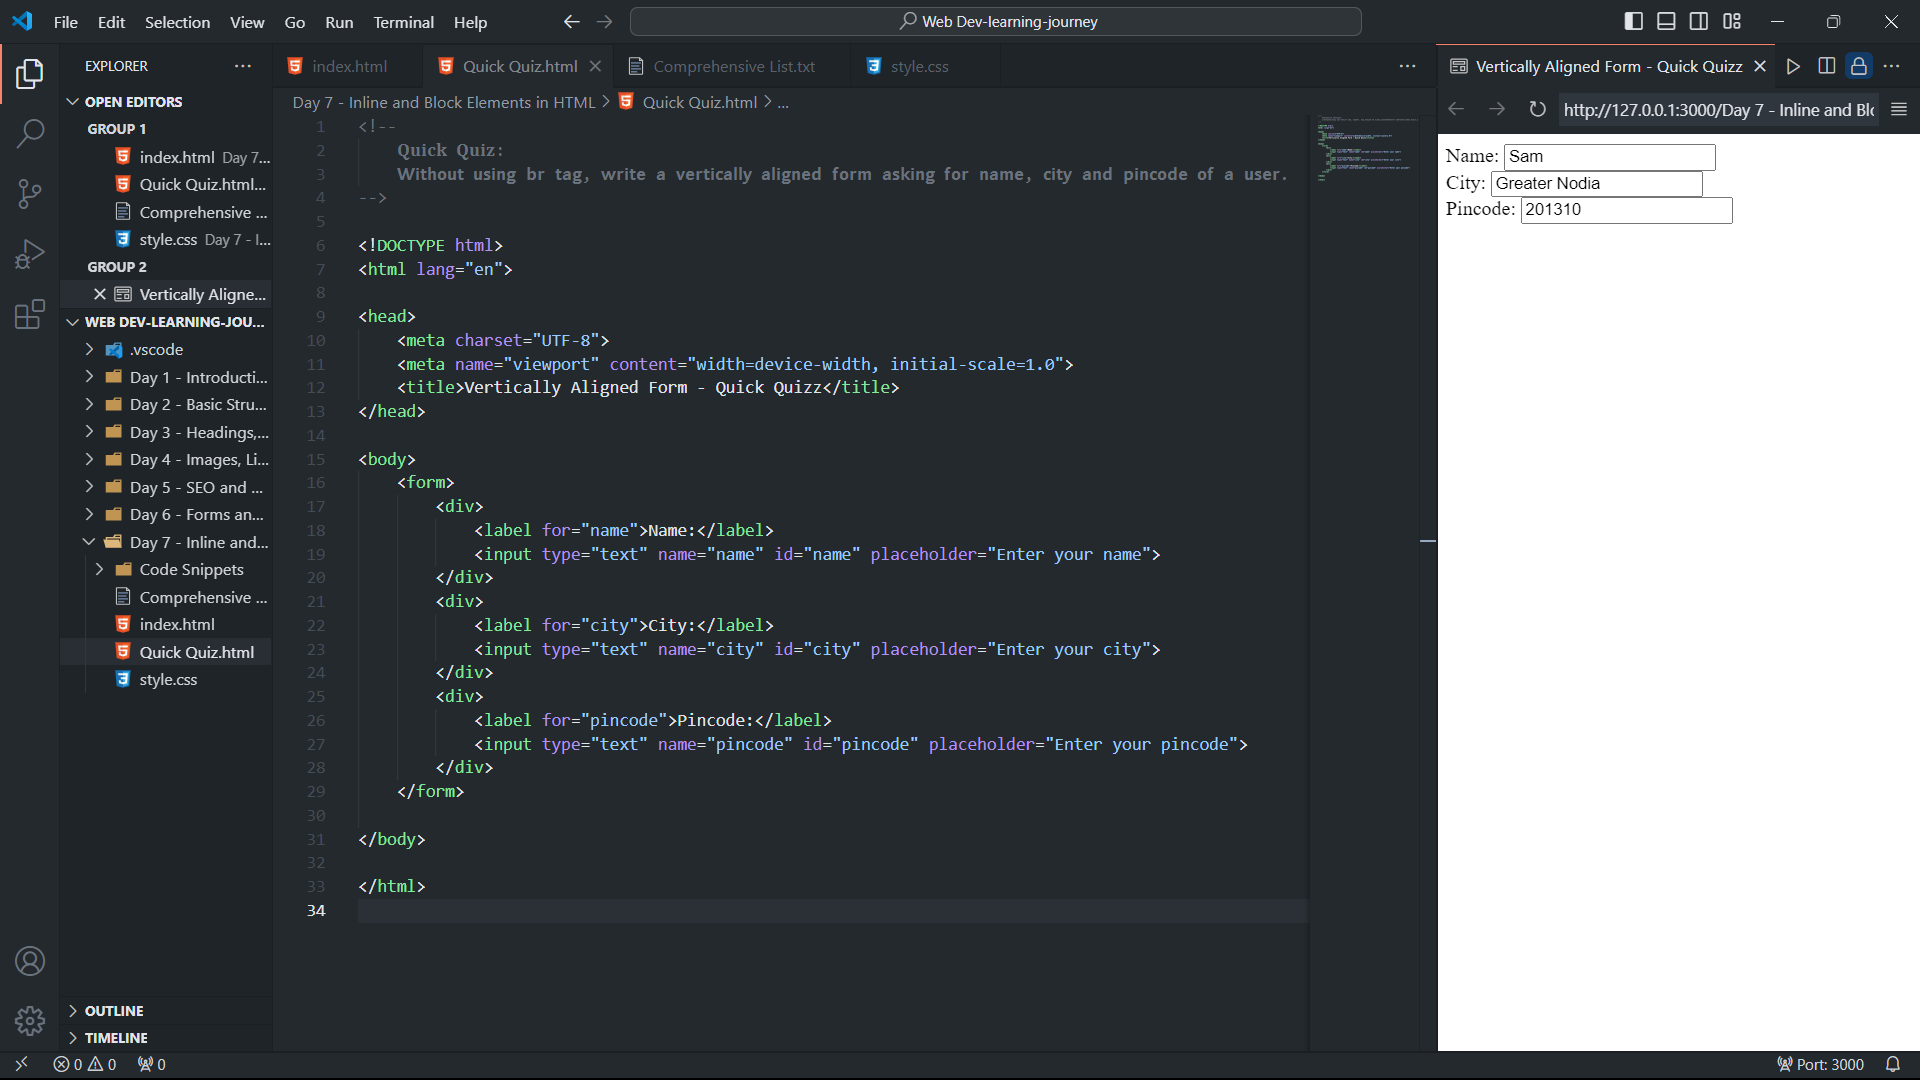 File Edit Selection View Go Run Terminal Help
Web Dev-learning-journey
EXPLORER
OPEN EDITORS
GROUP 1
index.html Day 7...
Quick Quiz.html...
Comprehensive ...
style.css Day 7 - I...
GROUP 2
Vertically Aligne...
WEB DEV-LEARNING-JOU...
.vscode
Day 1 - Introducti...
Day 2 - Basic Stru...
Day 3 - Headings,...
Day 4 - Images, Li...
Day 5 - SEO and ...
Day 6 - Forms an...
Day 7 - Inline and...
Code Snippets
Comprehensive ...
index.html
Quick Quiz.html
style.css
OUTLINE
TIMELINE
index.html
Quick Quiz.html
Comprehensive List.txt
style.css
Day 7 - Inline and Block Elements in HTML > Quick Quiz.html > ...
1 <!--
2 Quick Quiz:
3 Without using br tag, write a vertically aligned form asking for name, city and pincode of a user.
4 -->
5
6 <!DOCTYPE html>
7 <html lang="en">
8
9 <head>
10 <meta charset="UTF-8">
11 <meta name="viewport" content="width=device-width, initial-scale=1.0">
12 <title>Vertically Aligned Form - Quick Quizz</title>
13 </head>
14
15 <body>
16 <form>
17 <div>
18 <label for="name">Name:</label>
19 <input type="text" name="name" id="name" placeholder="Enter your name">
20 </div>
21 <div>
22 <label for="city">City:</label>
23 <input type="text" name="city" id="city" placeholder="Enter your city">
24 </div>
25 <div>
26 <label for="pincode">Pincode:</label>
27 <input type="text" name="pincode" id="pincode" placeholder="Enter your pincode">
28 </div>
29 </form>
30
31 </body>
32
33 </html>
34
Vertically Aligned Form - Quick Quizz
http://127.0.0.1:3000/Day 7 - Inline and Blo
Name: Sam
City: Greater Nodia
Pincode: 201310
0 0 0
Port: 3000